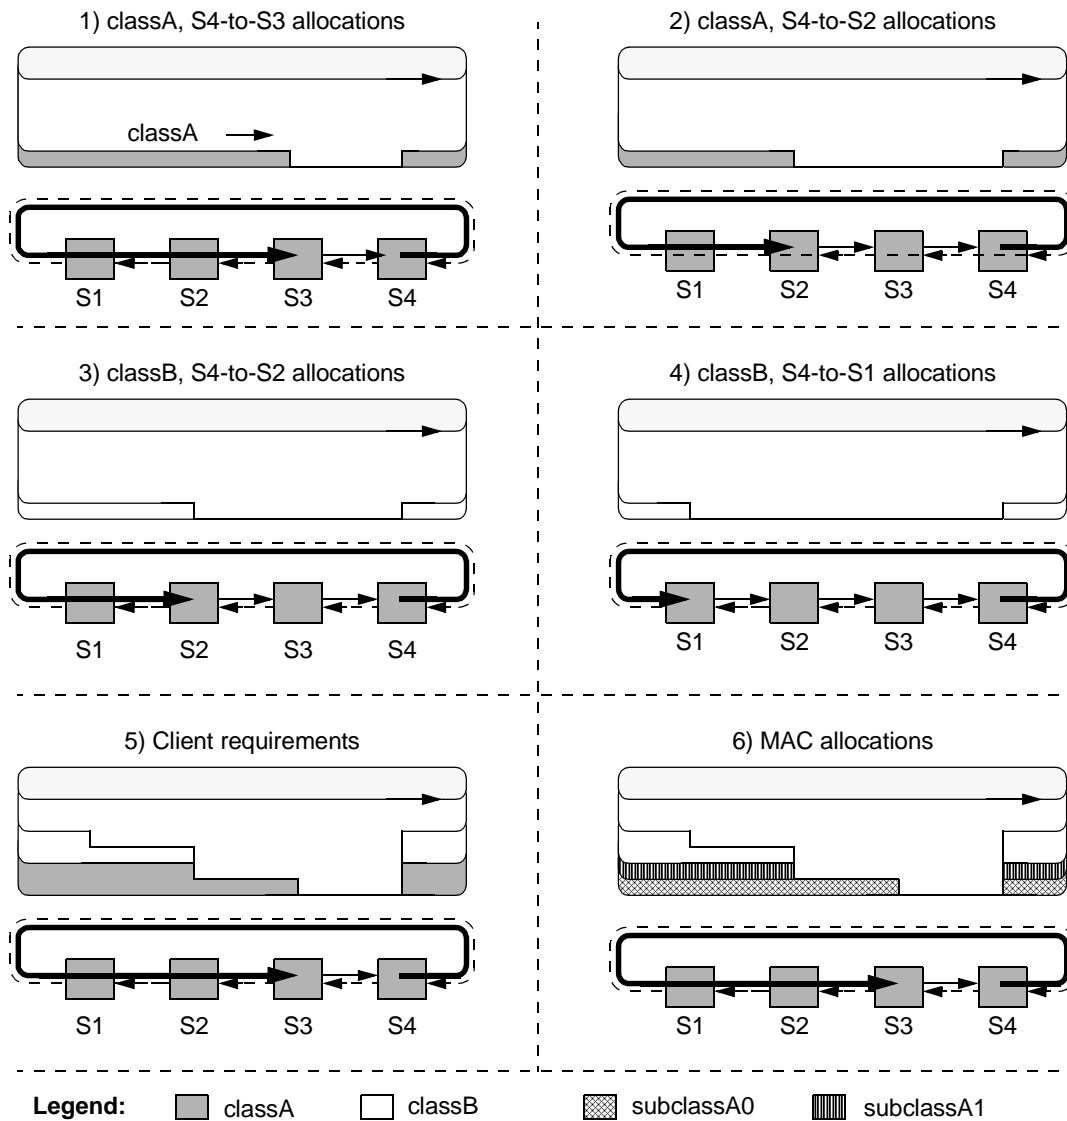 1) classA, S4-to-S3 allocations
2) classA, S4-to-S2 allocations
classA
S1 S2 S3 S4
S1 S2 S3 S4
3) classB, S4-to-S2 allocations
4) classB, S4-to-S1 allocations
S1 S2 S3 S4
S1 S2 S3 S4
5) Client requirements
6) MAC allocations
S1 S2 S3 S4
S1 S2 S3 S4
Legend: classA classB subclassA0 subclassA1